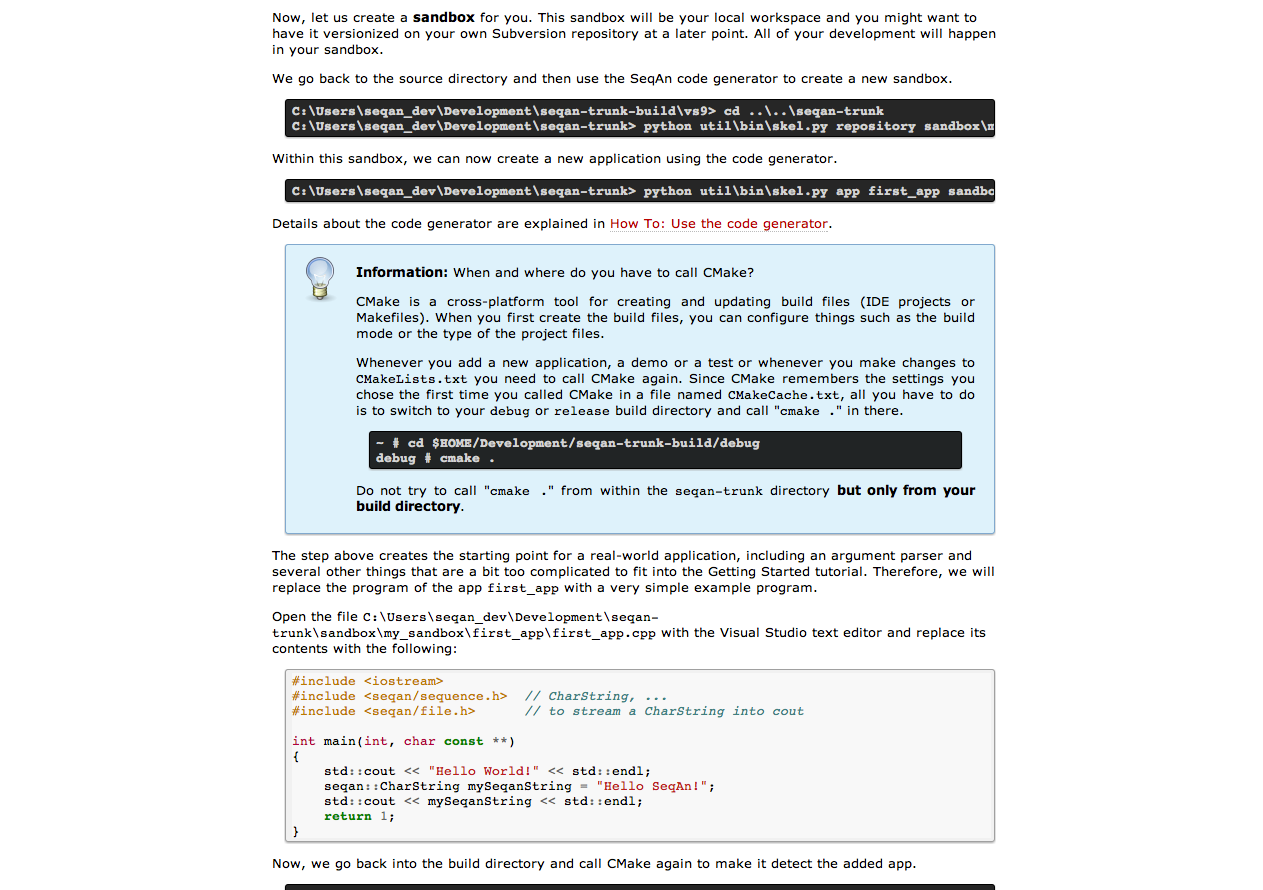 Now, let us create a sandbox for you. This sandbox will be your local workspace and you might want to
have it versionized on your own Subversion repository at a later point. All of your development will happen
in your sandbox.
We go back to the source directory and then use the SeqAn code generator to create a new sandbox.
C:\Users\seqan_dev\Development\seqan-trunk-build\vs9> cd ..\..\seqan-trunk
C:\Users\seqan_dev\Development\seqan-trunk> python util\bin\skel.py repository sandbox\m
Within this sandbox, we can now create a new application using the code generator.
C:\Users\seqan_dev\Development\seqan-trunk> python util\bin\skel.py app first_app sandbo
Details about the code generator are explained in How To: Use the code generator.
Information: When and where do you have to call CMake?
CMake is a cross-platform tool for creating and updating build files (IDE projects or
Makefiles). When you first create the build files, you can configure things such as the build
mode or the type of the project files.
Whenever you add a new application, a demo or a test or whenever you make changes to
CMakeLists.txt you need to call CMake again. Since CMake remembers the settings you
chose the first time you called CMake in a file named CMakeCache.txt, all you have to do
is to switch to your debug or release build directory and call "cmake ." in there.
~ # cd $HOME/Development/seqan-trunk-build/debug
debug # cmake .
Do not try to call "cmake ." from within the seqan-trunk directory but only from your
build directory.
The step above creates the starting point for a real-world application, including an argument parser and
several other things that are a bit too complicated to fit into the Getting Started tutorial. Therefore, we will
replace the program of the app first_app with a very simple example program.
Open the file C:\Users\seqan_dev\Development\seqan-
trunk\sandbox\my_sandbox\first_app\first_app.cpp with the Visual Studio text editor and replace its
contents with the following:
#include <iostream>
#include <seqan/sequence.h>  // CharString, ...
#include <seqan/file.h>      // to stream a CharString into cout
int main(int, char const **)
{
    std::cout << "Hello World!" << std::endl;
    seqan::CharString mySeqanString = "Hello SeqAn!";
    std::cout << mySeqanString << std::endl;
    return 1;
}
Now, we go back into the build directory and call CMake again to make it detect the added app.